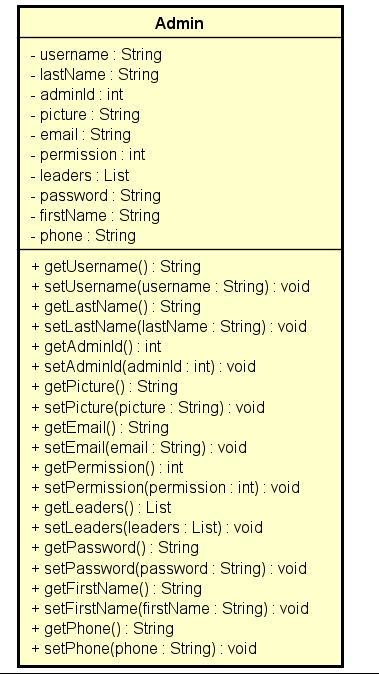 Admin
- username : String
- lastName : String
- adminId : int
- picture : String
- email : String
- permission : int
- leaders : List
- password : String
- firstName : String
- phone : String
+ getUsername() : String
+ setUsername(username : String) : void
+ getLastName() : String
+ setLastName(lastName : String) : void
+ getAdminId() : int
+ setAdminId(adminId : int) : void
+ getPicture() : String
+ setPicture(picture : String) : void
+ getEmail() : String
+ setEmail(email : String) : void
+ getPermission() : int
+ setPermission(permission : int) : void
+ getLeaders() : List
+ setLeaders(leaders : List) : void
+ getPassword() : String
+ setPassword(password : String) : void
+ getFirstName() : String
+ setFirstName(firstName : String) : void
+ getPhone() : String
+ setPhone(phone : String) : void